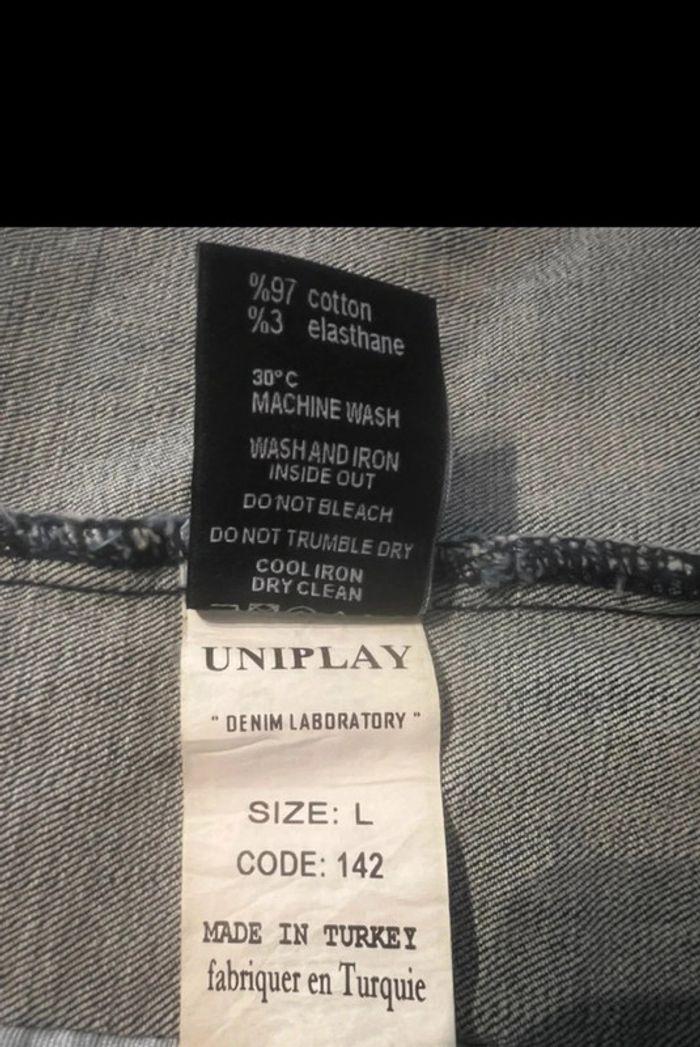 %97 cotton
%3 elasthane
30°C
MACHINE WASH
WASH AND IRON
INSIDE OUT
DO NOT BLEACH
DO NOT TRUMBLE DRY
COOL IRON
DRY CLEAN
UNIPLAY
" DENIM LABORATORY "
SIZE: L
CODE: 142
MADE IN TURKEY
fabriquer en Turquie